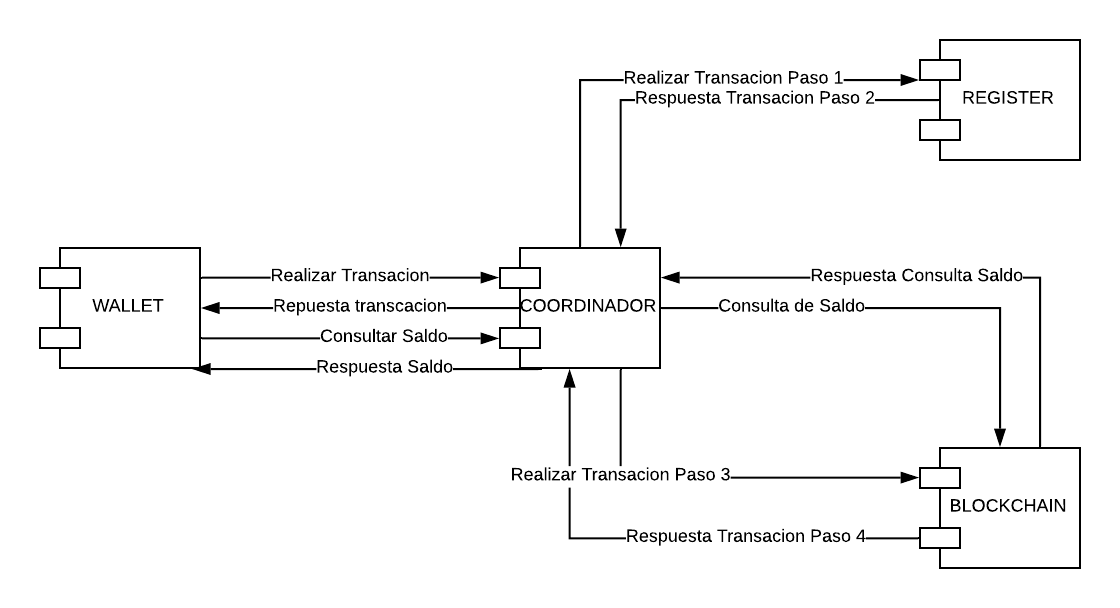 Realizar Transacion Paso 1
Respuesta Transacion Paso 2
REGISTER
Realizar Transacion
Respuesta Consulta Saldo
WALLET
Repuesta transcacion
COORDINADOR
Consulta de Saldo
Consultar Saldo
Respuesta Saldo
Realizar Transacion Paso 3
BLOCKCHAIN
Respuesta Transacion Paso 4